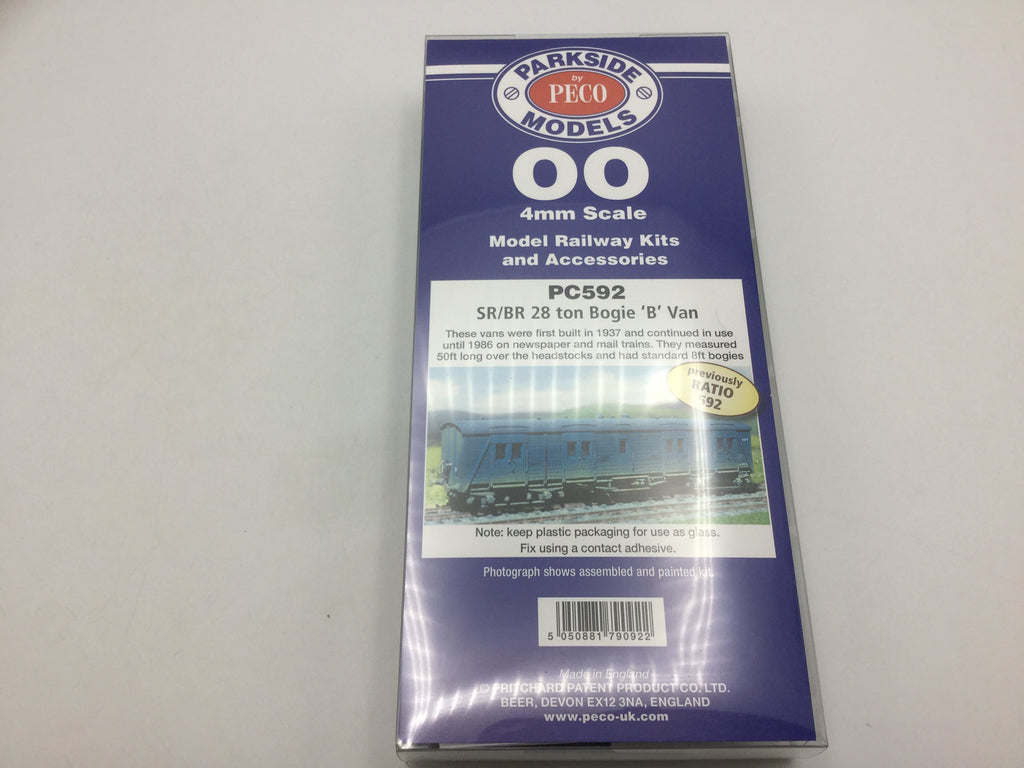 PARKSIDE
by
PECO
MODELS
OO
4mm Scale
Model Railway Kits
and Accessories
PC592
SR/BR 28 ton Bogie ‘B’ Van
These vans were first built in 1937 and continued in use
until 1986 on newspaper and mail trains. They measured
50ft long over the headstocks and had standard 8ft bogies
previously
RATIO
592
Note: keep plastic packaging for use as glass.
Fix using a contact adhesive.
Photograph shows assembled and painted kit.
5 050881 790922
Made in England
© PRITCHARD PATENT PRODUCT CO. LTD.
BEER, DEVON EX12 3NA, ENGLAND
www.peco-uk.com